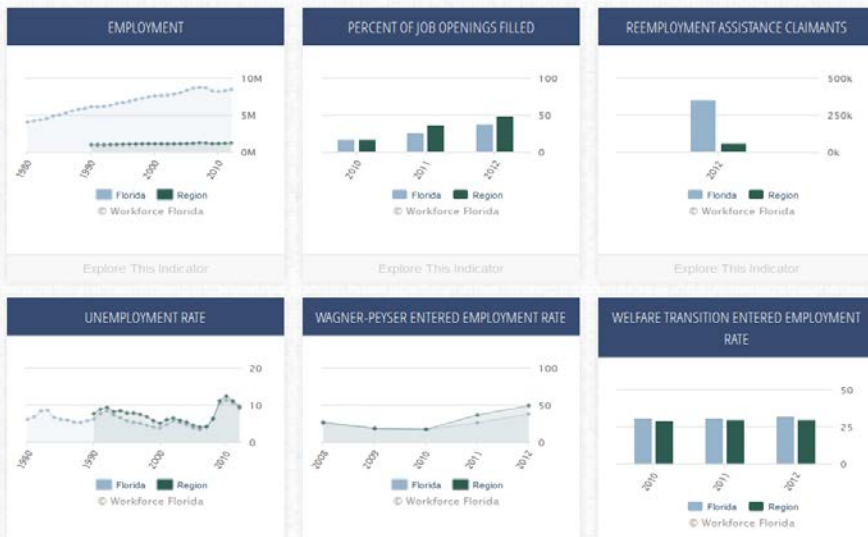 EMPLOYMENT
10M
5M
0M
1980
1990
2000
2010
Florida Region
© Workforce Florida
Explore This Indicator
PERCENT OF JOB OPENINGS FILLED
100
50
0
2010
2011
2012
Florida Region
© Workforce Florida
Explore This Indicator
REEMPLOYMENT ASSISTANCE CLAIMANTS
500k
250k
0k
2012
Florida Region
© Workforce Florida
Explore This Indicator
UNEMPLOYMENT RATE
20
10
0
1980
1990
2000
2010
Florida Region
© Workforce Florida
WAGNER-PEYSER ENTERED EMPLOYMENT RATE
100
50
0
2008
2009
2010
2011
2012
Florida Region
© Workforce Florida
WELFARE TRANSITION ENTERED EMPLOYMENT
RATE
50
25
0
2010
2011
2012
Florida Region
© Workforce Florida